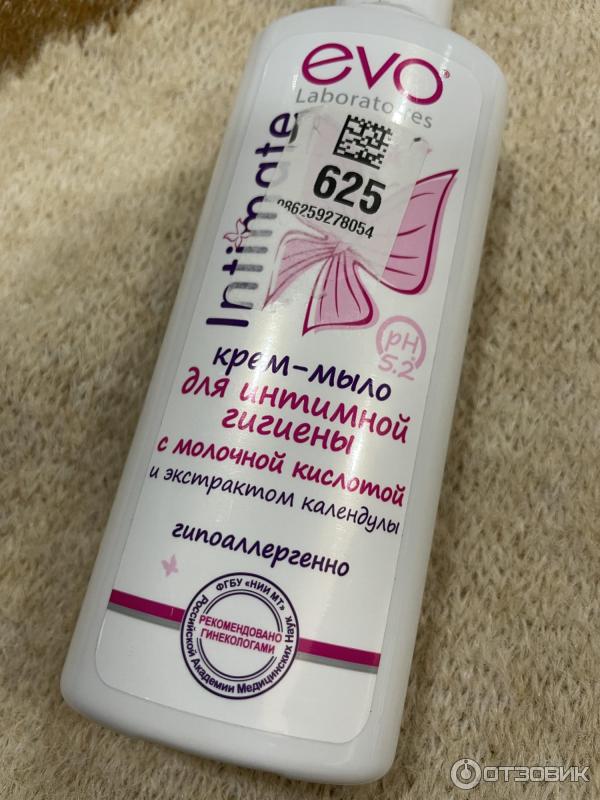 evo®
Laboratoires
Intimate
625
086259278054
pH
5.2
крем-мыло
для интимной
гигиены
с молочной кислотой
и экстрактом календулы
гипоаллергенно
ФГБУ «НИИ МТ»
Российской Академии Медицинских Наук
РЕКОМЕНДОВАНО
ГИНЕКОЛОГАМИ
ОТЗОВИК